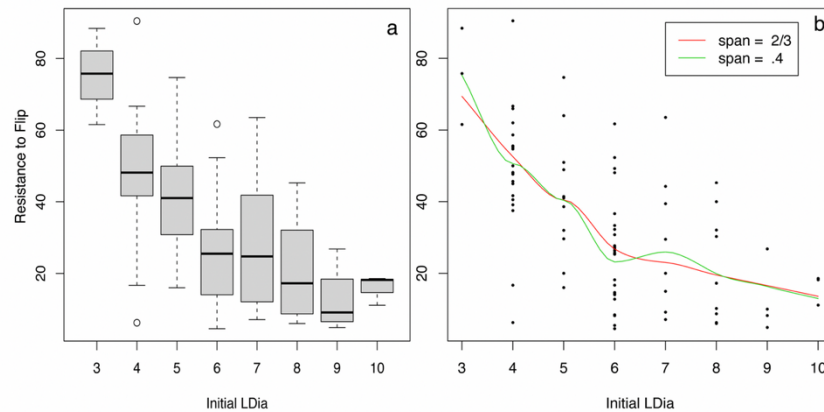 a
80
60
40
20
Resistance to Flip
3 4 5 6 7 8 9 10
Initial LDia
b
span = 2/3
span = .4
80
60
40
20
3 4 5 6 7 8 9 10
Initial LDia